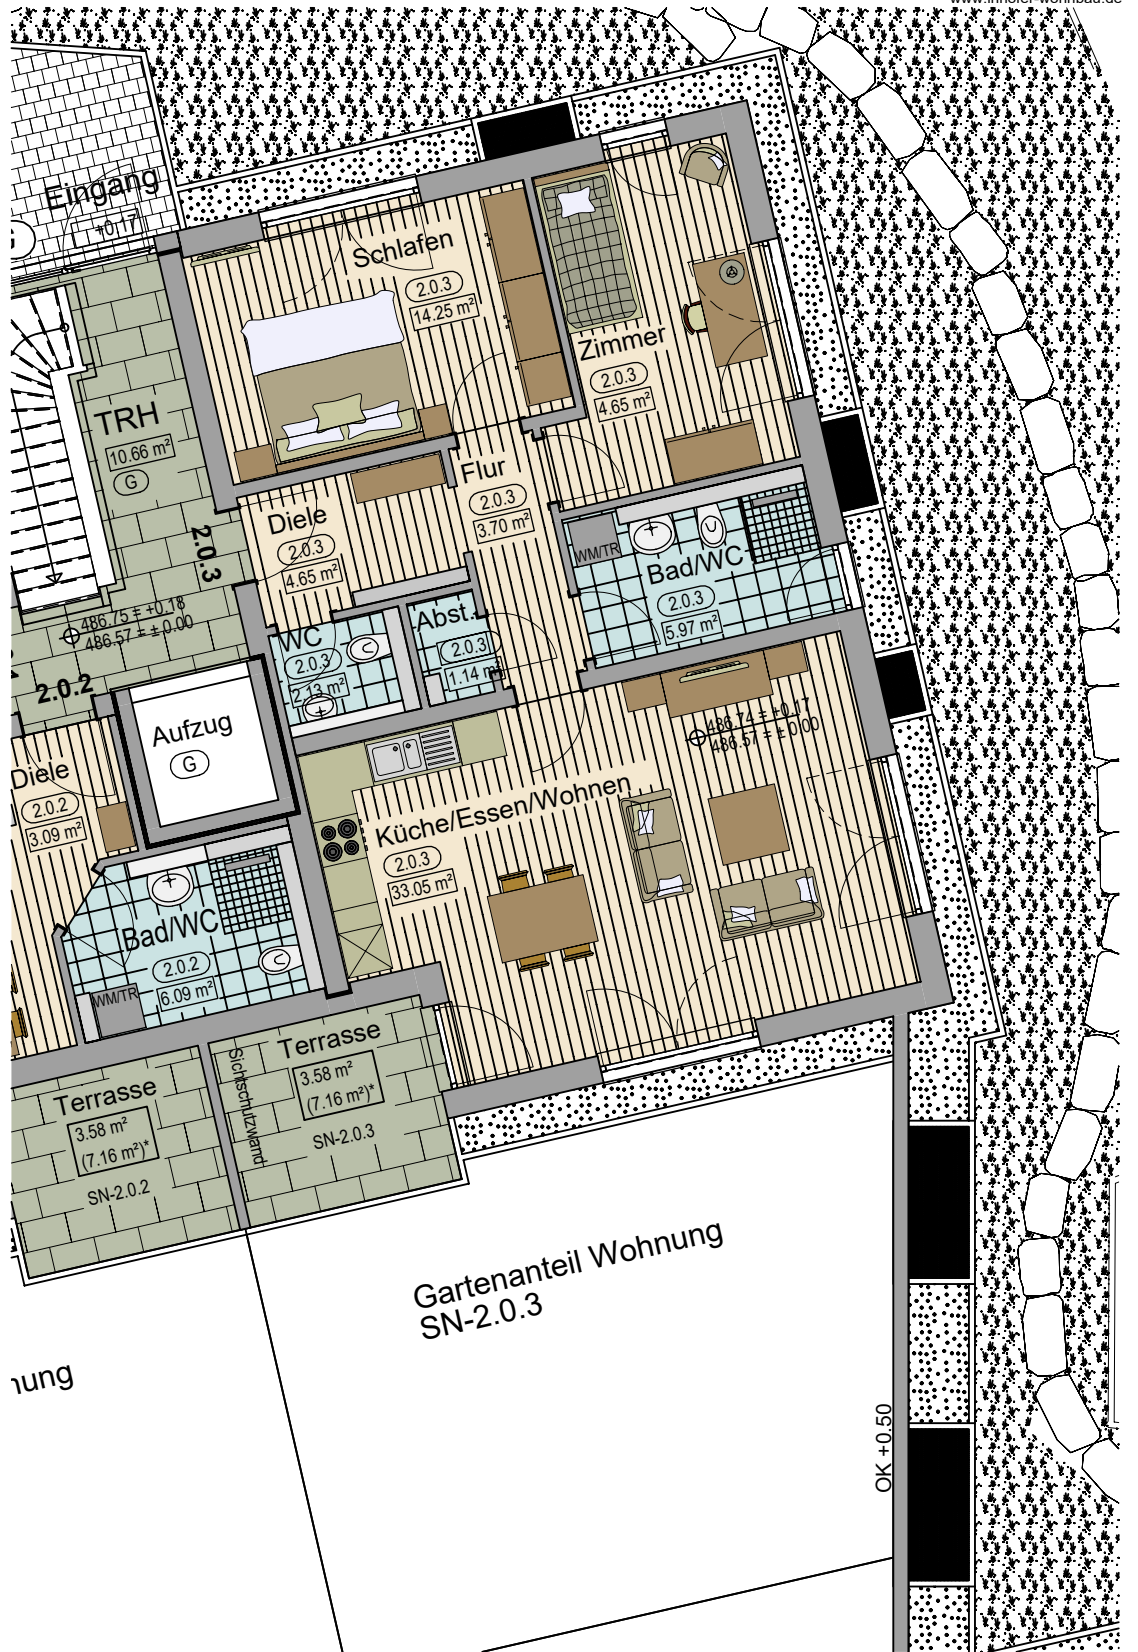 Eingang
+0.17
Schlafen
2.0.3
14.25 m²
Zimmer
2.0.3
4.65 m²
TRH
10.66 m²
G
Flur
2.0.3
3.70 m²
Diele
2.0.3
4.65 m²
2.0.3
WM/TR
Bad/WC
2.0.3
5.97 m²
Abst.
2.0.3
1.14 m²
WC
2.0.3
2.13 m²
486.75 = +0.18
486.57 = ± 0.00
2.0.2
Aufzug
G
486.74 = +0.17
486.57 = ± 0.00
Diele
2.0.2
3.09 m²
Küche/Essen/Wohnen
2.0.3
33.05 m²
Bad/WC
2.0.2
6.09 m²
WM/TR
Terrasse
3.58 m²
(7.16 m²)*
SN-2.0.3
Sichtschutzwand
Terrasse
3.58 m²
(7.16 m²)*
SN-2.0.2
Gartenanteil Wohnung
SN-2.0.3
nung
OK +0.50